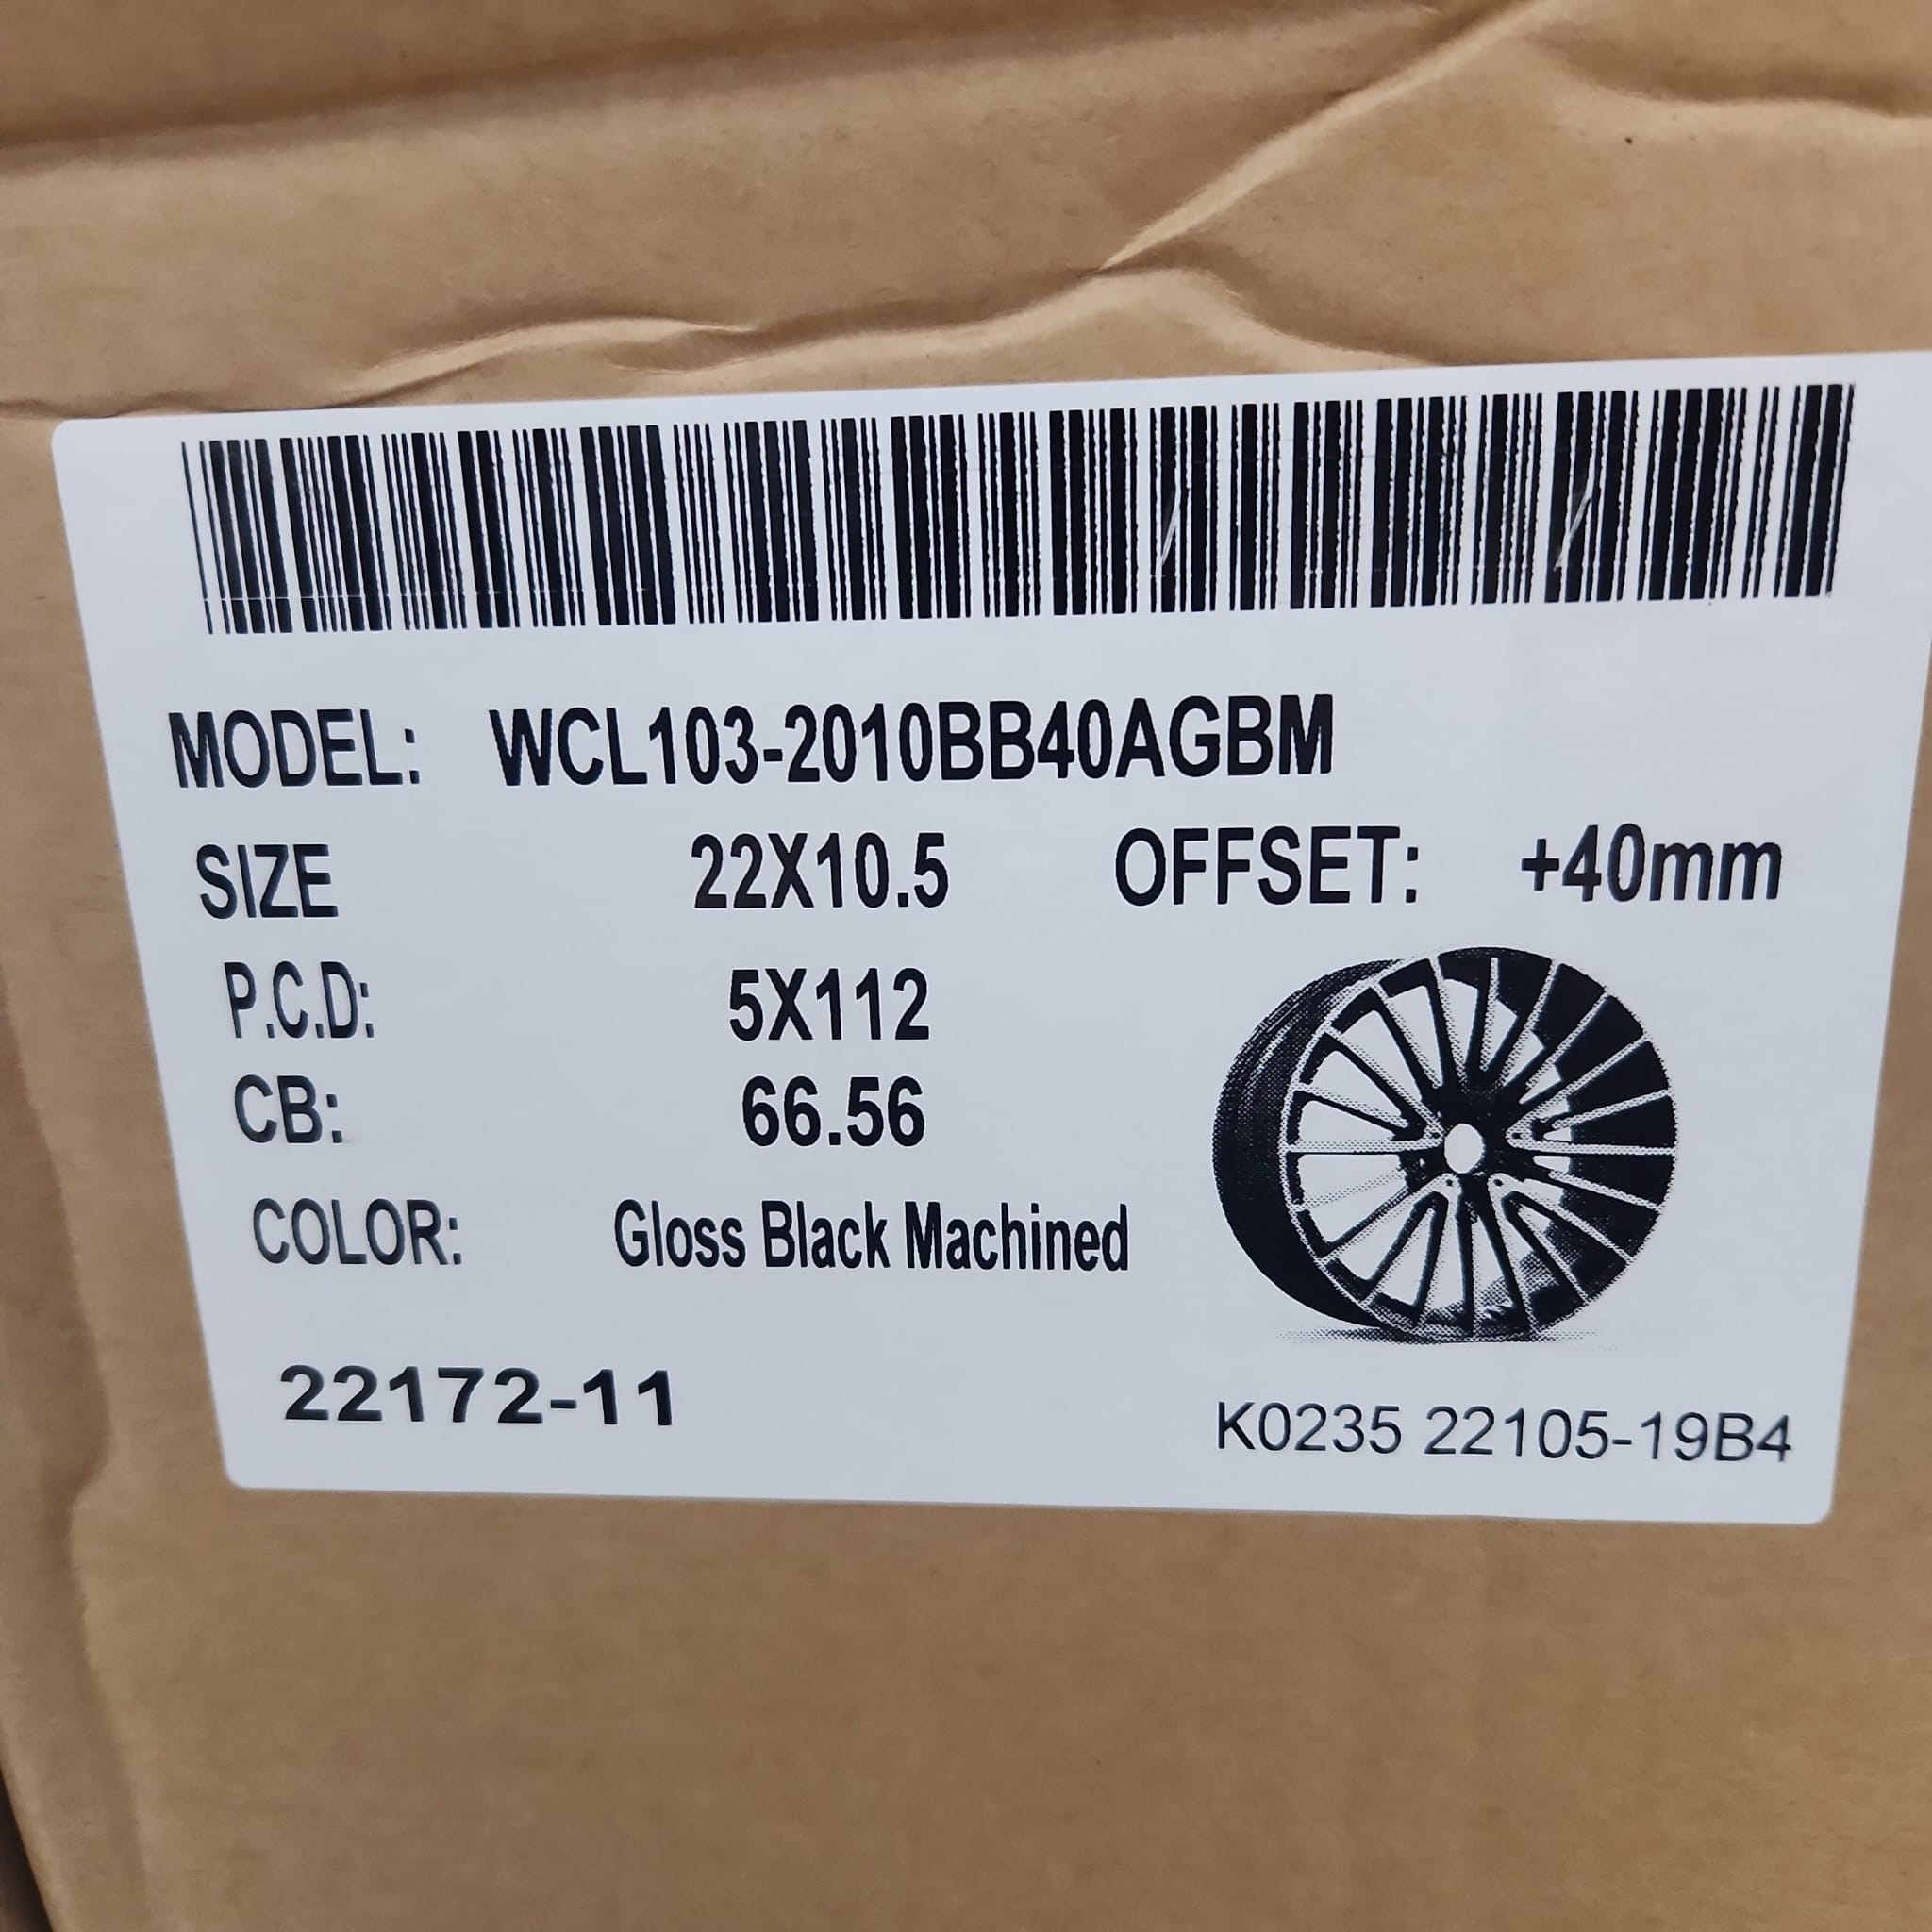 MODEL: WCL103-2010BB40AGBM
SIZE 22X10.5 OFFSET: +40mm
P.C.D: 5X112
CB: 66.56
COLOR: Gloss Black Machined
22172-11
K0235 22105-19B4